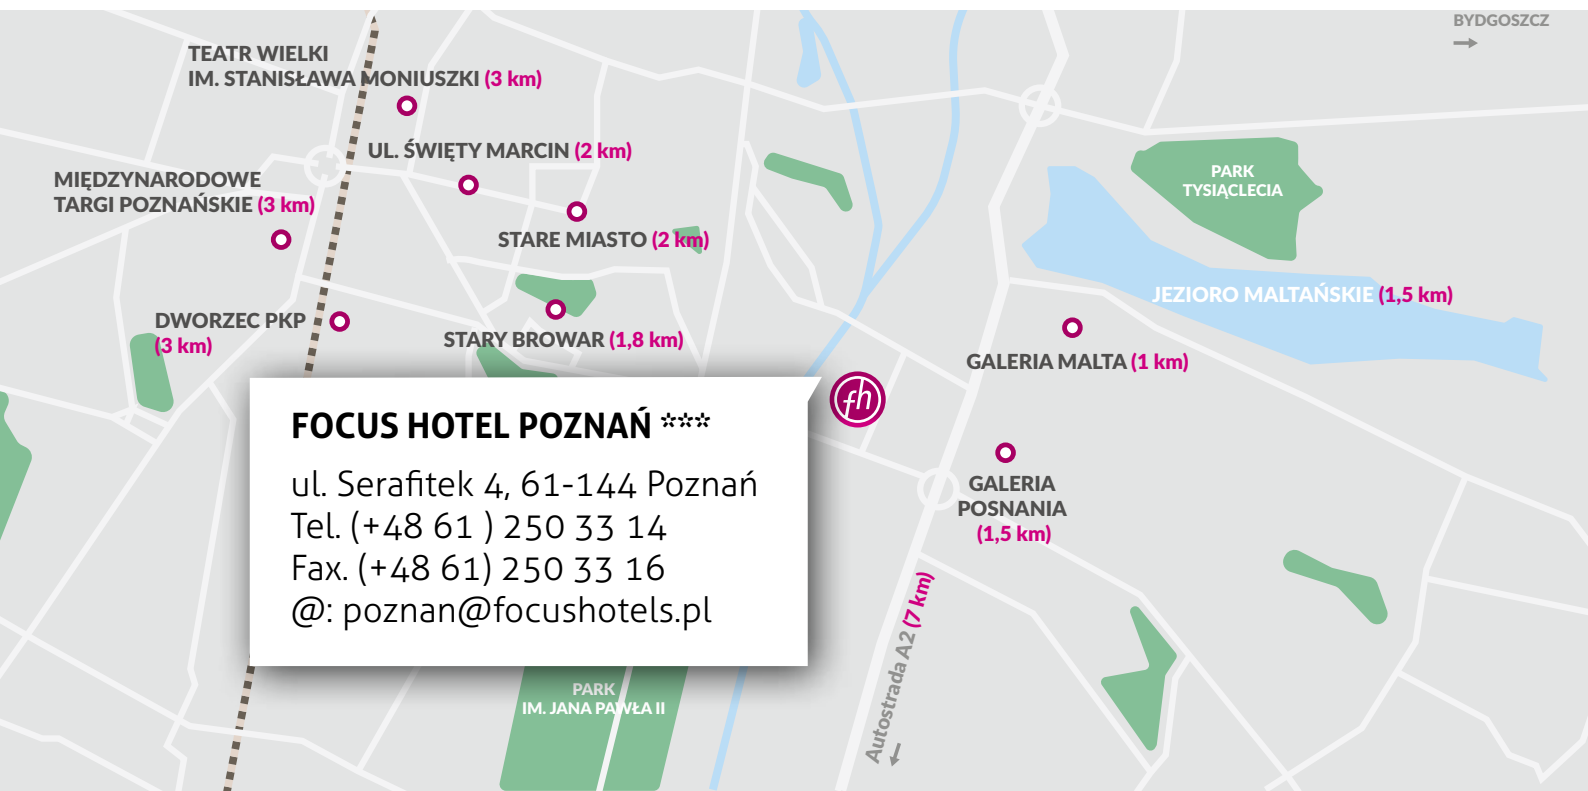 BYDGOSZCZ
TEATR WIELKI
IM. STANISŁAWA MONIUSZKI (3 km)
UL. ŚWIĘTY MARCIN (2 km)
MIĘDZYNARODOWE
TARGI POZNAŃSKIE (3 km)
PARK
TYSIĄCLECIA
STARE MIASTO (2 km)
JEZIORO MALTAŃSKIE (1,5 km)
DWORZEC PKP
(3 km)
STARY BROWAR (1,8 km)
GALERIA MALTA (1 km)
fh
FOCUS HOTEL POZNAŃ ***
ul. Serafitek 4, 61-144 Poznań
Tel. (+48 61 ) 250 33 14
Fax. (+48 61) 250 33 16
@: poznan@focushotels.pl
GALERIA
POSNANIA
(1,5 km)
Autostrada A2 (7 km)
PARK
IM. JANA PAWŁA II